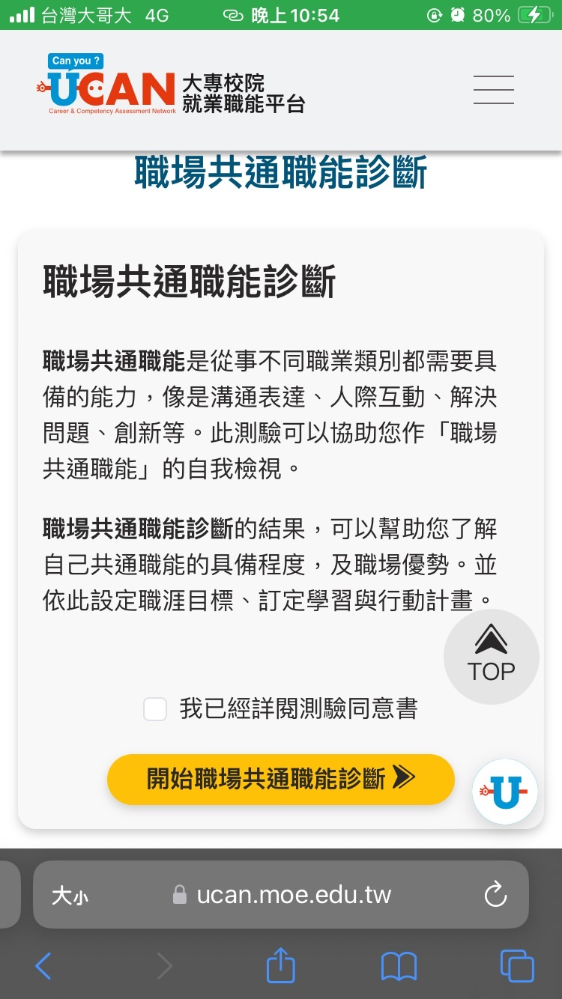 台灣大哥大 4G 晚上10:54 80%
Can you ?
UCAN
Career & Competency Assessment Network
大專校院
就業職能平台
職場共通職能診斷
職場共通職能診斷
職場共通職能是從事不同職業類別都需要具
備的能力，像是溝通表達、人際互動、解決
問題、創新等。此測驗可以協助您作「職場
共通職能」的自我檢視。
職場共通職能診斷的結果，可以幫助您了解
自己共通職能的具備程度，及職場優勢。並
依此設定職涯目標、訂定學習與行動計畫。
TOP
我已經詳閱測驗同意書
開始職場共通職能診斷
U
大小 ucan.moe.edu.tw